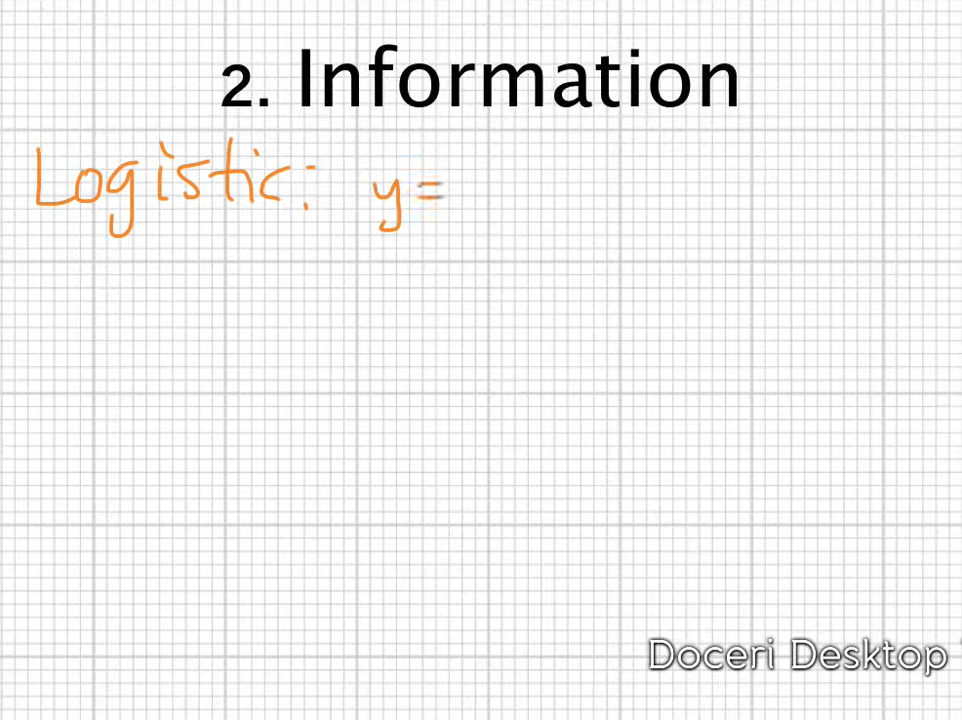 2. Information
Logistic: y=
Doceri Desktop